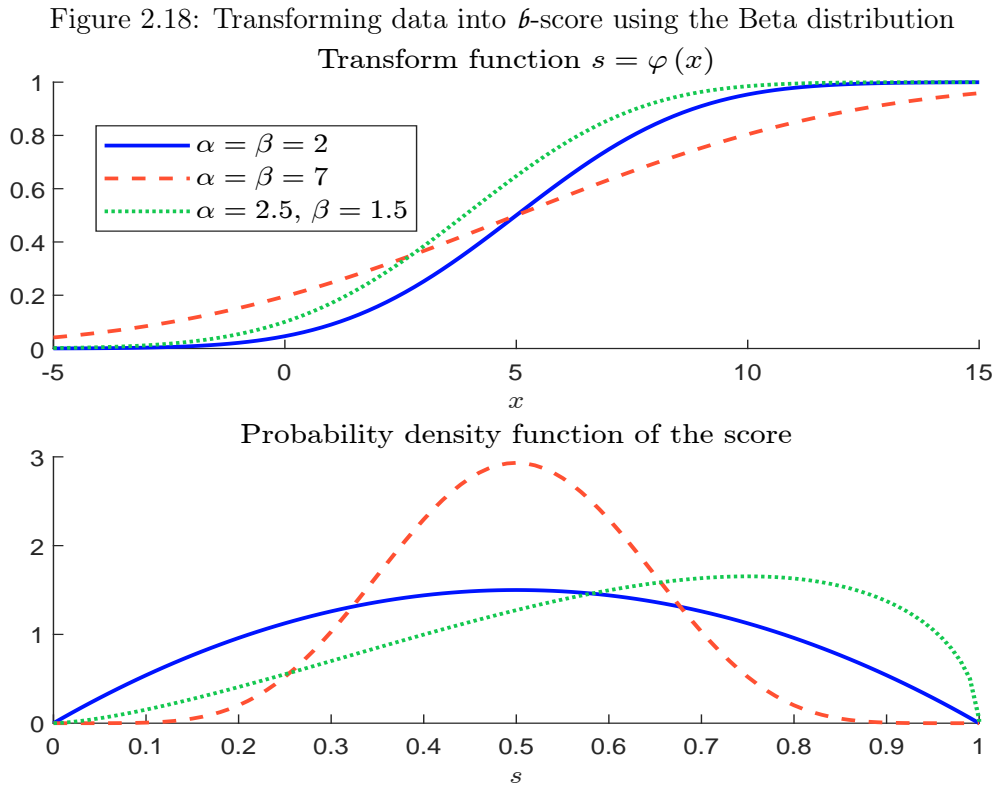 Figure 2.18: Transforming data into 𝔟-score using the Beta distribution
Transform function s = φ (x)
1
0.8
0.6
0.4
0.2
0
α = β = 2
α = β = 7
α = 2.5, β = 1.5
-5 0 5 10 15
x
Probability density function of the score
3
2
1
0
0 0.1 0.2 0.3 0.4 0.5 0.6 0.7 0.8 0.9 1
s